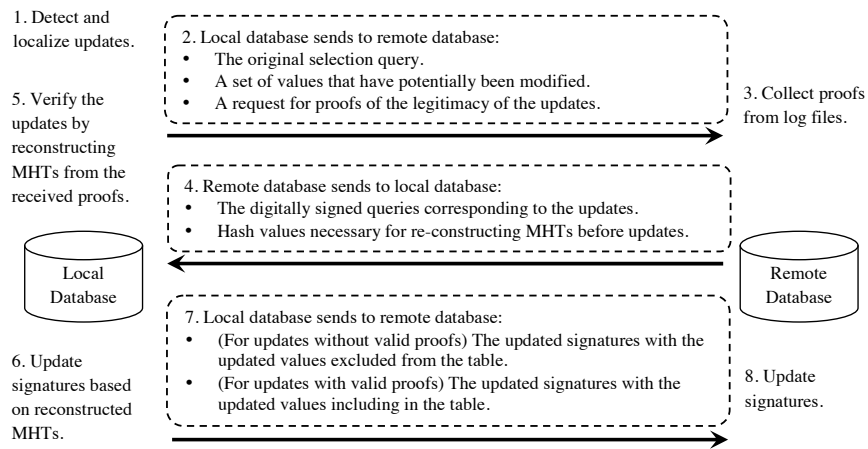 1. Detect and
localize updates.
2. Local database sends to remote database:
• The original selection query.
• A set of values that have potentially been modified.
• A request for proofs of the legitimacy of the updates.
3. Collect proofs
from log files.
5. Verify the
updates by
reconstructing
MHTs from the
received proofs.
4. Remote database sends to local database:
• The digitally signed queries corresponding to the updates.
• Hash values necessary for re-constructing MHTs before updates.
Local
Database
Remote
Database
7. Local database sends to remote database:
• (For updates without valid proofs) The updated signatures with the
updated values excluded from the table.
• (For updates with valid proofs) The updated signatures with the
updated values including in the table.
6. Update
signatures based
on reconstructed
MHTs.
8. Update
signatures.